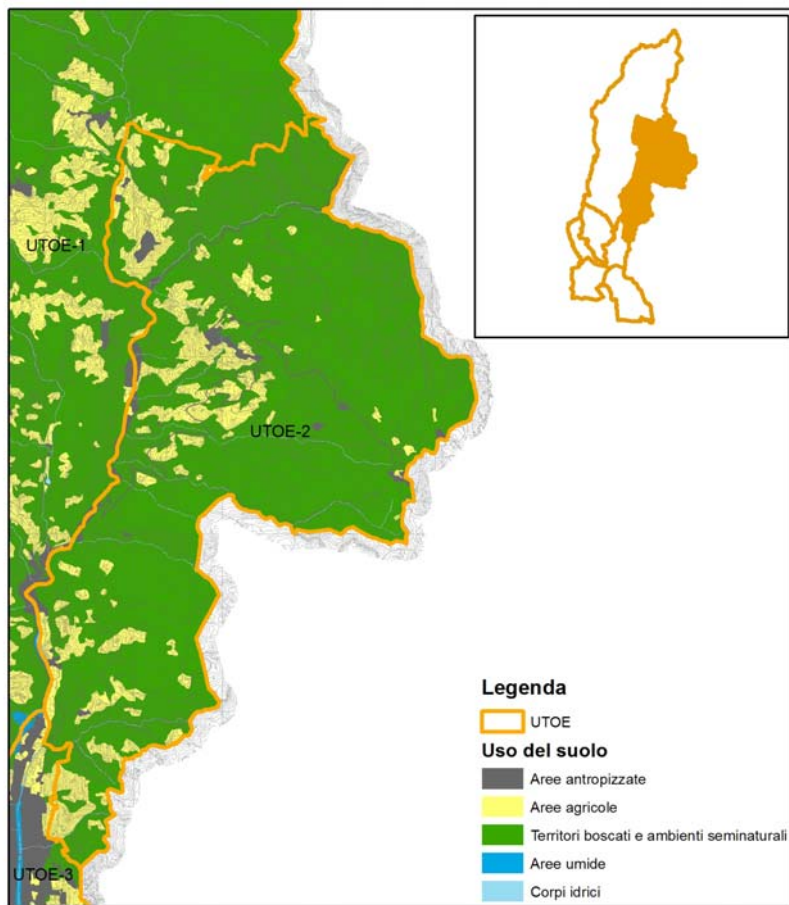 UTOE-1
UTOE-2
UTOE-3
Legenda
UTOE
Uso del suolo
Aree antropizzate
Aree agricole
Territori boscati e ambienti seminaturali
Aree umide
Corpi idrici